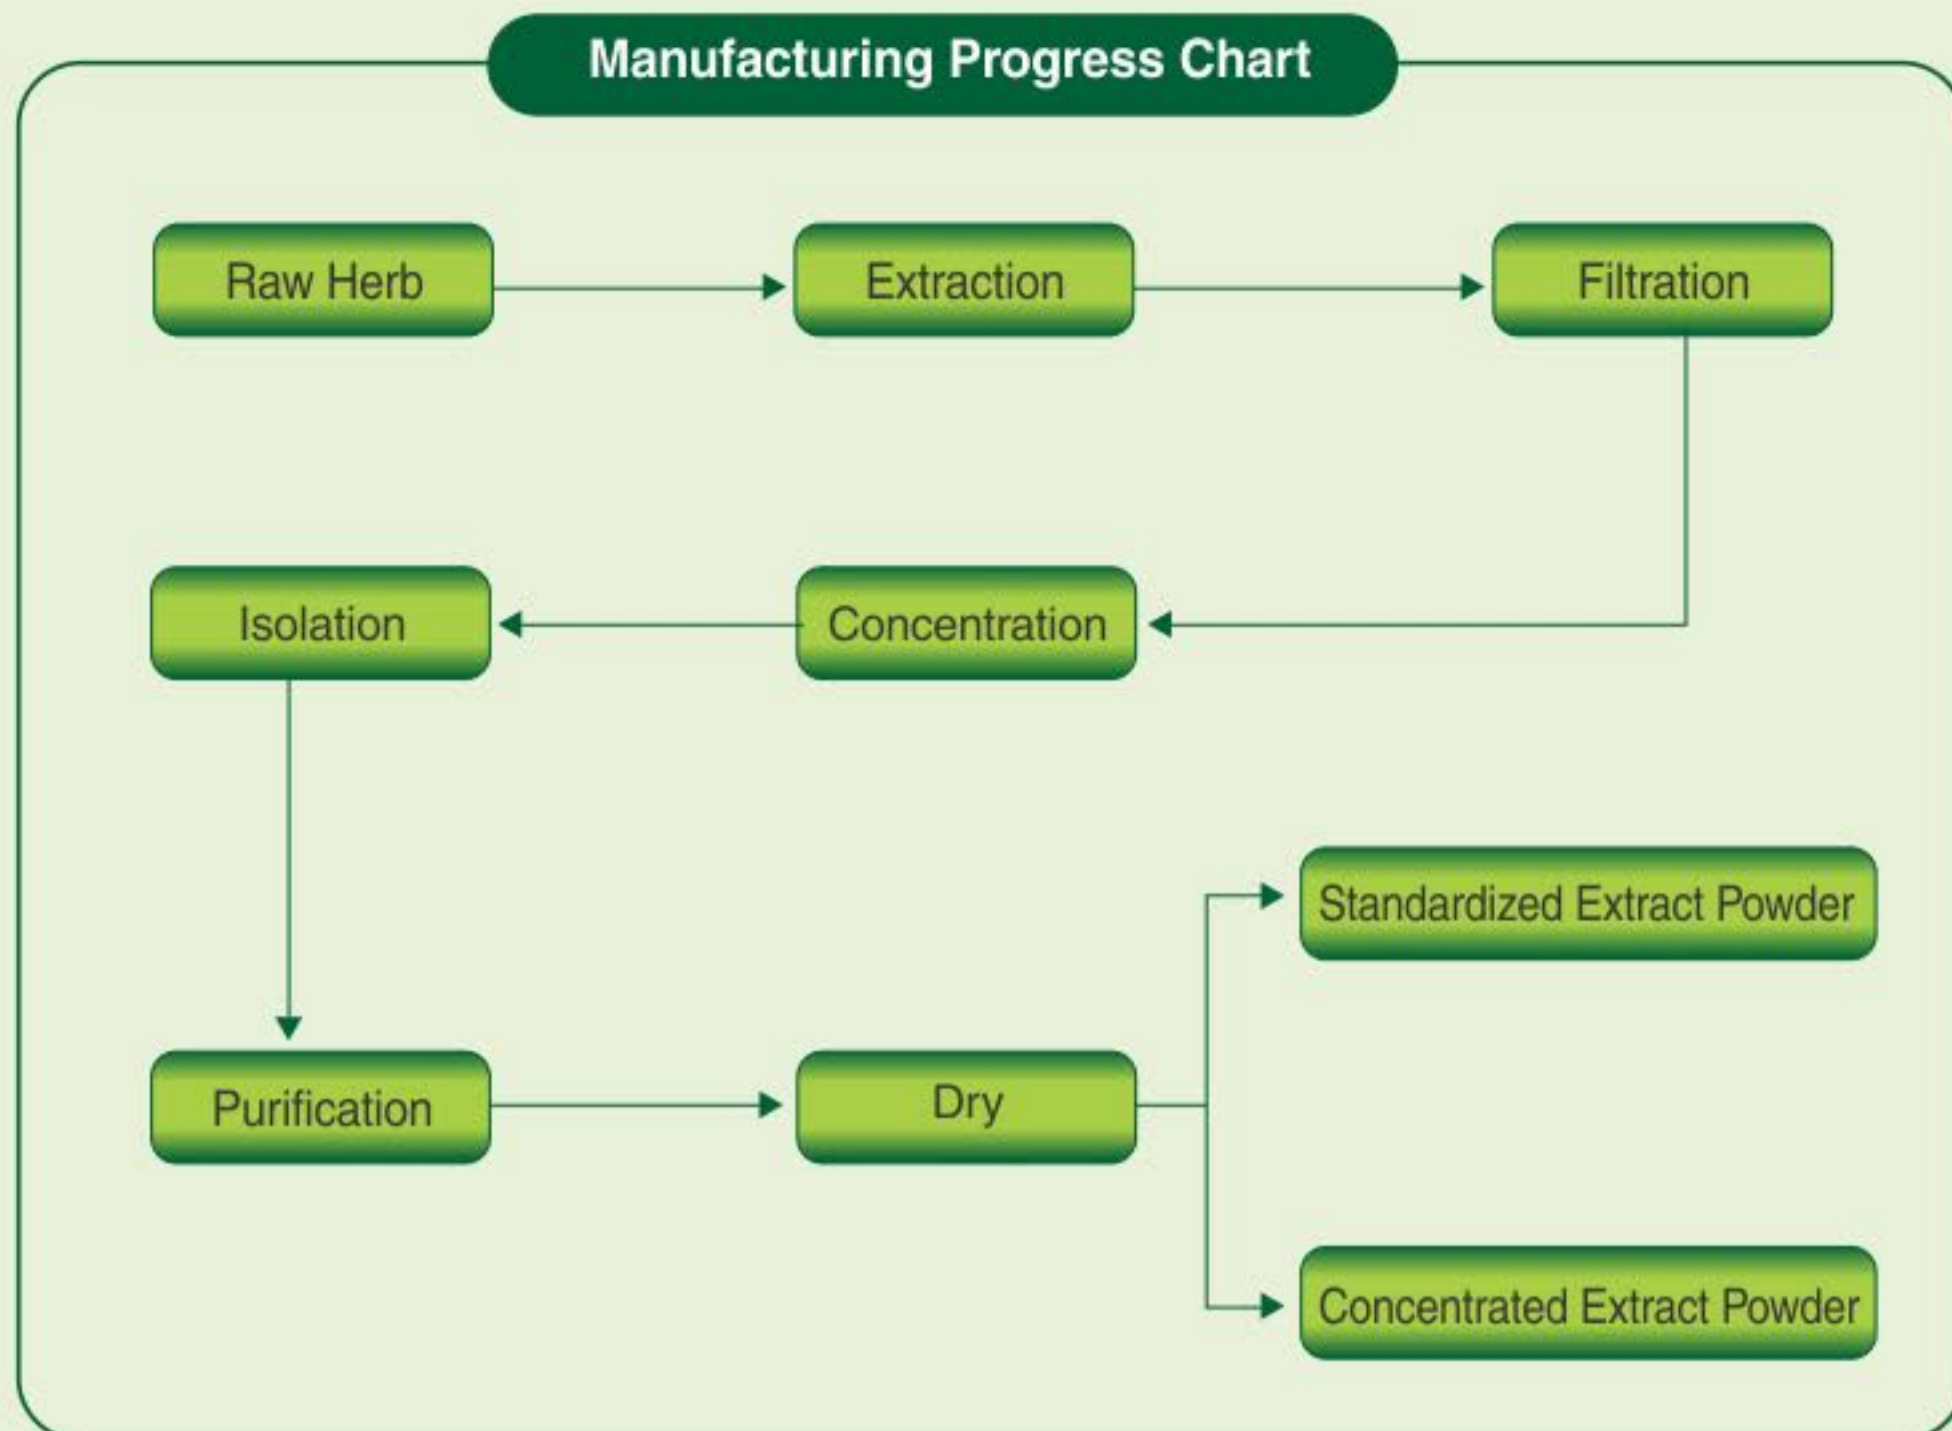 Manufacturing Progress Chart
Raw Herb
Extraction
Filtration
Concentration
Isolation
Purification
Dry
Standardized Extract Powder
Concentrated Extract Powder